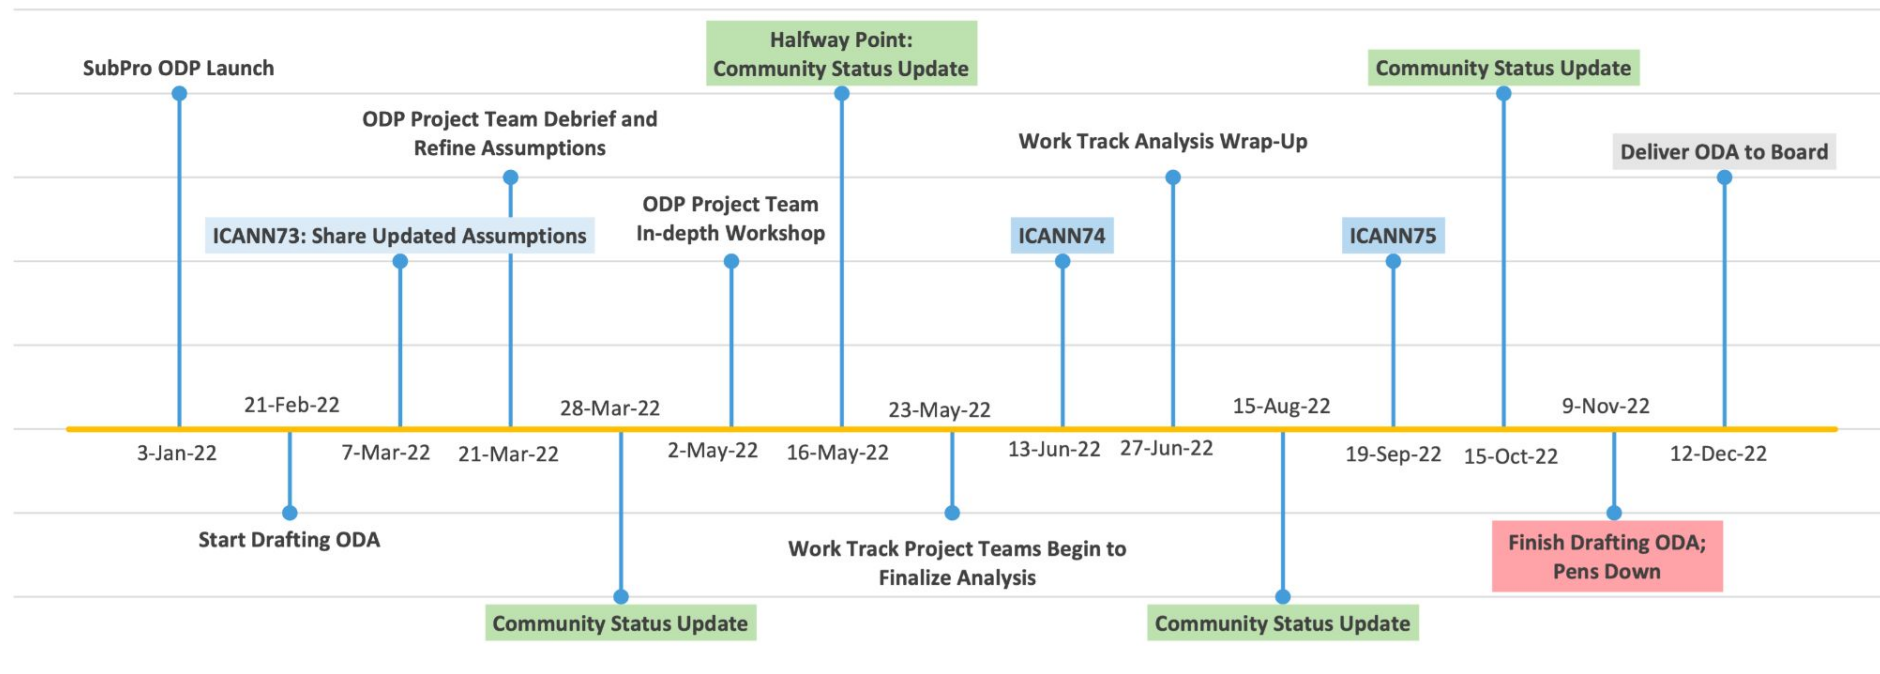 Halfway Point:
Community Status Update
SubPro ODP Launch
Community Status Update
ODP Project Team Debrief and
Refine Assumptions
Work Track Analysis Wrap-Up
Deliver ODA to Board
ODP Project Team
In-depth Workshop
ICANN73: Share Updated Assumptions
ICANN74
ICANN75
21-Feb-22
28-Mar-22
23-May-22
15-Aug-22
9-Nov-22
3-Jan-22
7-Mar-22
21-Mar-22
2-May-22
16-May-22
13-Jun-22
27-Jun-22
19-Sep-22
15-Oct-22
12-Dec-22
Start Drafting ODA
Work Track Project Teams Begin to
Finalize Analysis
Finish Drafting ODA;
Pens Down
Community Status Update
Community Status Update